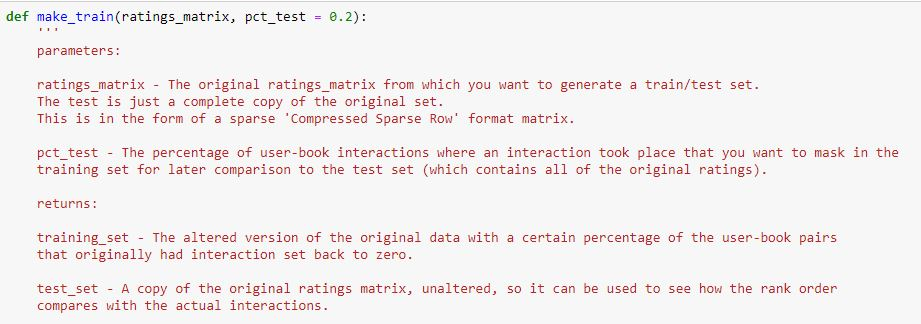 def make_train(ratings_matrix, pct_test = 0.2):
'''
parameters:
ratings_matrix - The original ratings_matrix from which you want to generate a train/test set.
The test is just a complete copy of the original set.
This is in the form of a sparse 'Compressed Sparse Row' format matrix.
pct_test - The percentage of user-book interactions where an interaction took place that you want to mask in the
training set for later comparison to the test set (which contains all of the original ratings).
returns:
training_set - The altered version of the original data with a certain percentage of the user-book pairs
that originally had interaction set back to zero.
test_set - A copy of the original ratings matrix, unaltered, so it can be used to see how the rank order
compares with the actual interactions.